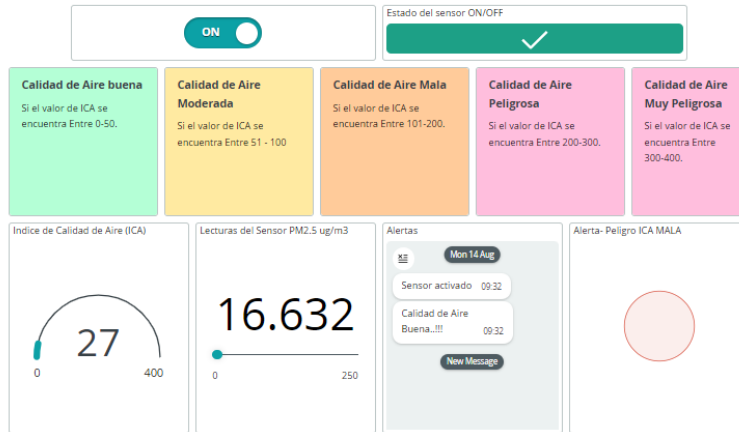 ON
Estado del sensor ON/OFF
Calidad de Aire buena
Si el valor de ICA se
encuentra Entre 0-50.
Calidad de Aire
Moderada
Si el valor de ICA se
encuentra Entre 51 - 100
Calidad de Aire Mala
Si el valor de ICA se
encuentra Entre 101-200.
Calidad de Aire
Peligrosa
Si el valor de ICA se
encuentra Entre 200-300.
Calidad de Aire
Muy Peligrosa
Si el valor de ICA se
encuentra Entre
300-400.
Indice de Calidad de Aire (ICA)
27
0
400
Lecturas del Sensor PM2.5 ug/m3
16.632
0
250
Alertas
Mon 14 Aug
Sensor activado 09:32
Calidad de Aire
Buena..!!! 09:32
New Message
Alerta- Peligro ICA MALA